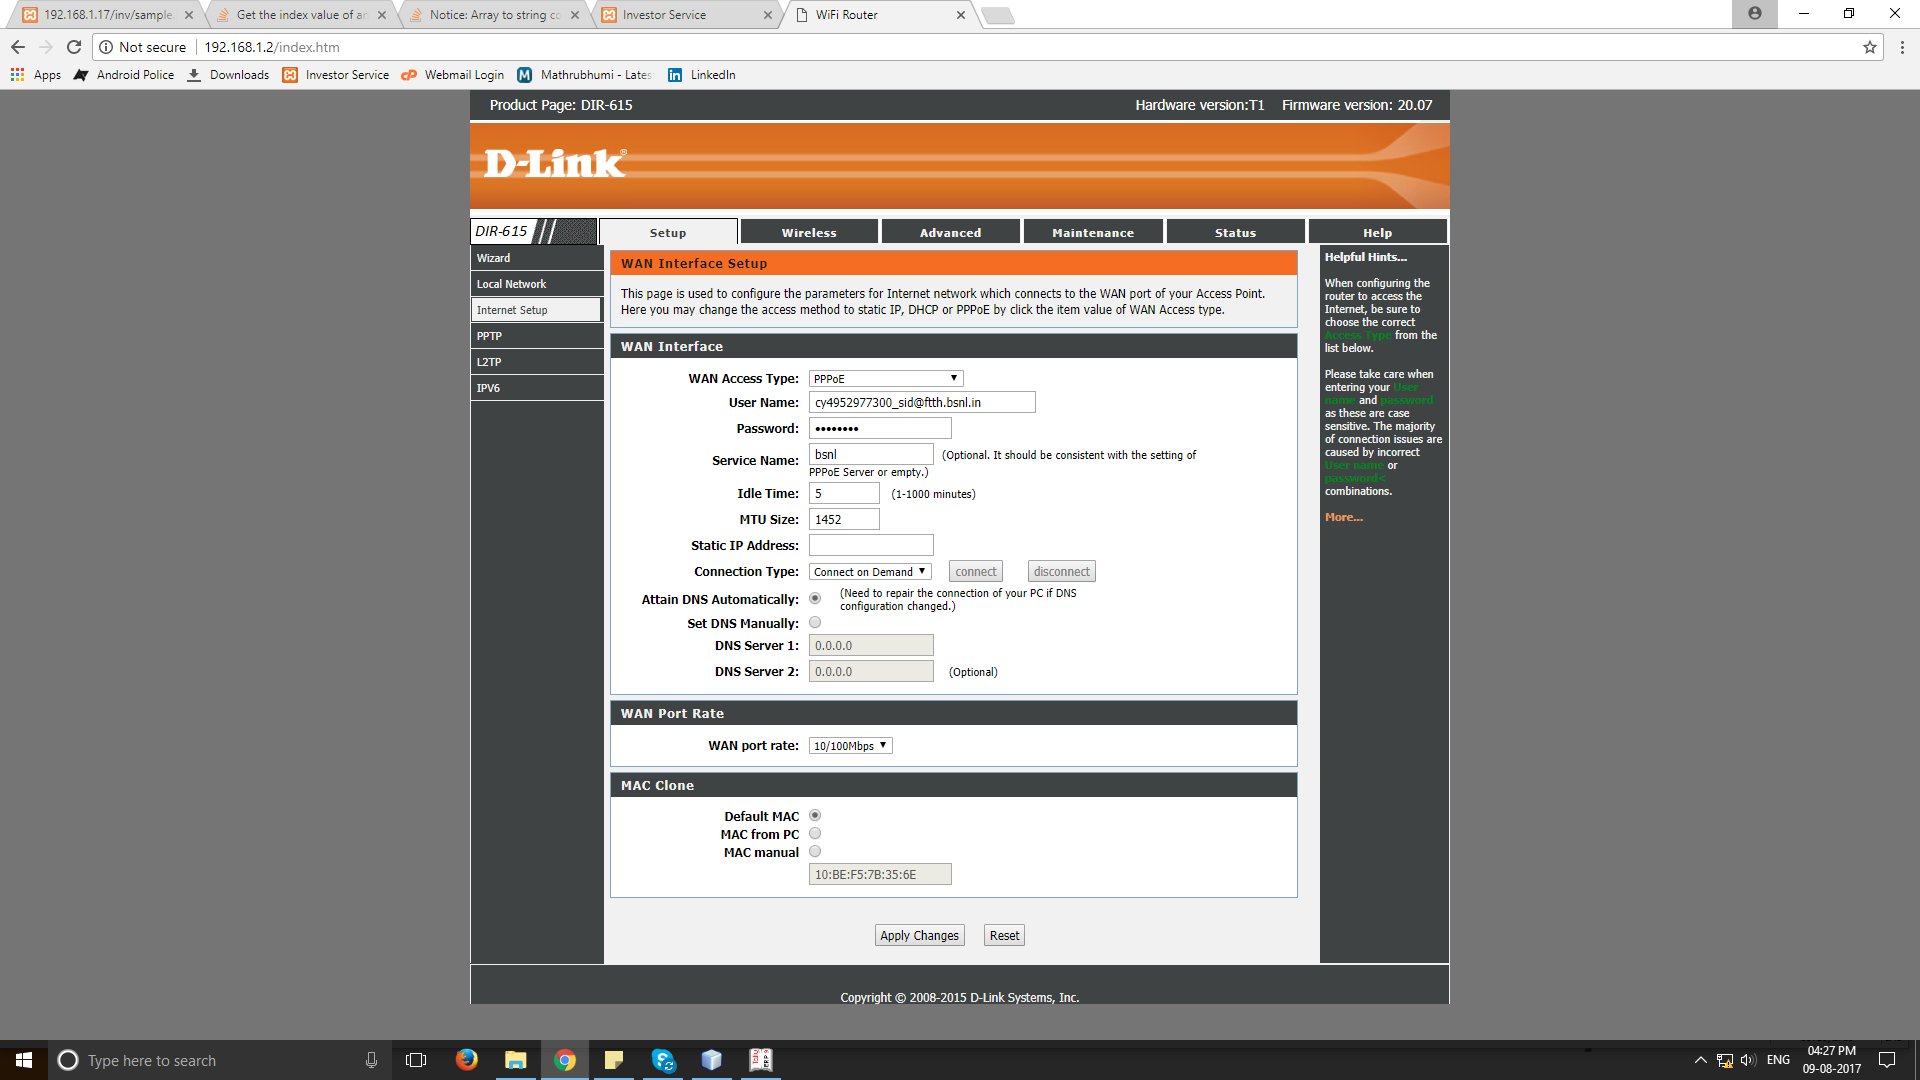 192.168.1.17/inv/sample
Get the index value of an
Notice: Array to string co
Investor Service
WiFi Router
Not secure
192.168.1.2/index.htm
Apps
Android Police
Downloads
Investor Service
Webmail Login
Mathrubhumi - Lates
LinkedIn
Product Page: DIR-615
Hardware version:T1
Firmware version: 20.07
D-Link®
DIR-615
Setup
Wireless
Advanced
Maintenance
Status
Help
Wizard
Local Network
Internet Setup
PPTP
L2TP
IPV6
WAN Interface Setup
This page is used to configure the parameters for Internet network which connects to the WAN port of your Access Point.
Here you may change the access method to static IP, DHCP or PPPoE by click the item value of WAN Access type.
WAN Interface
WAN Access Type: PPPoE
User Name: cy4952977300_sid@ftth.bsnl.in
Password: ••••••••
Service Name: bsnl (Optional. It should be consistent with the setting of
PPPoE Server or empty.)
Idle Time: 5 (1-1000 minutes)
MTU Size: 1452
Static IP Address:
Connection Type: Connect on Demand connect disconnect
Attain DNS Automatically: (Need to repair the connection of your PC if DNS
configuration changed.)
Set DNS Manually:
DNS Server 1: 0.0.0.0
DNS Server 2: 0.0.0.0 (Optional)
WAN Port Rate
WAN port rate: 10/100Mbps
MAC Clone
Default MAC
MAC from PC
MAC manual
10:BE:F5:7B:35:6E
Apply Changes Reset
Helpful Hints...
When configuring the
router to access the
Internet, be sure to
choose the correct
Access Type from the
list below.
Please take care when
entering your User
name and password
as these are case
sensitive. The majority
of connection issues are
caused by incorrect
User name or
password<
combinations.
More...
Copyright © 2008-2015 D-Link Systems, Inc.
Type here to search
ENG
04:27 PM
09-08-2017